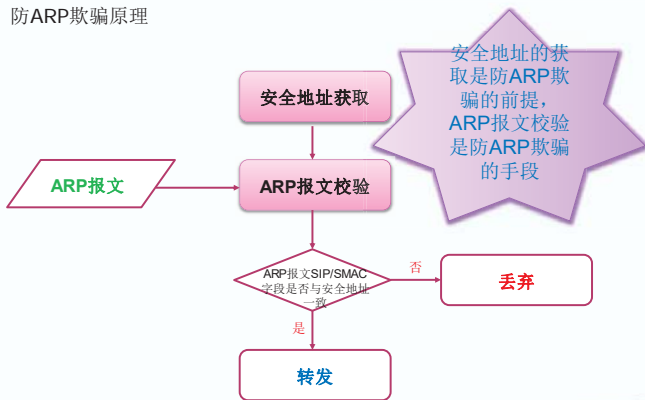 防ARP欺骗原理
安全地址获取
安全地址的获
取是防ARP欺
骗的前提，
ARP报文校验
是防ARP欺骗
的手段
ARP报文
ARP报文校验
ARP报文SIP/SMAC
字段是否与安全地址
一致
否
丢弃
是
转发